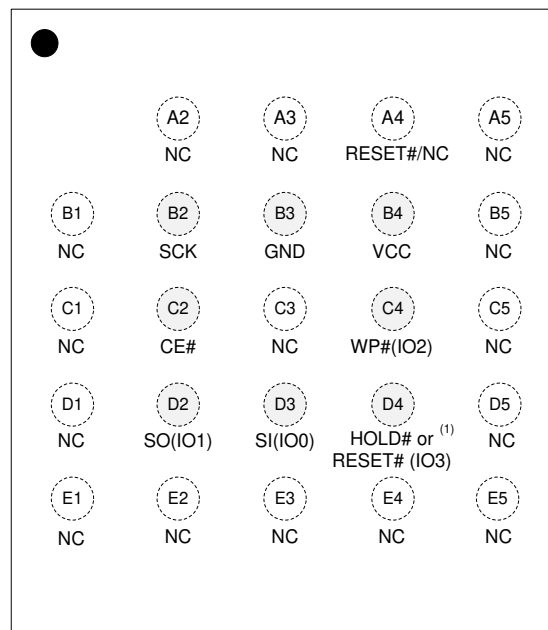 A2 A3 A4 A5
NC NC RESET#/NC NC
B1 B2 B3 B4 B5
NC SCK GND VCC NC
C1 C2 C3 C4 C5
NC CE# NC WP#(IO2) NC
D1 D2 D3 D4 D5
NC SO(IO1) SI(IO0) HOLD# or (1) NC
RESET# (IO3)
E1 E2 E3 E4 E5
NC NC NC NC NC